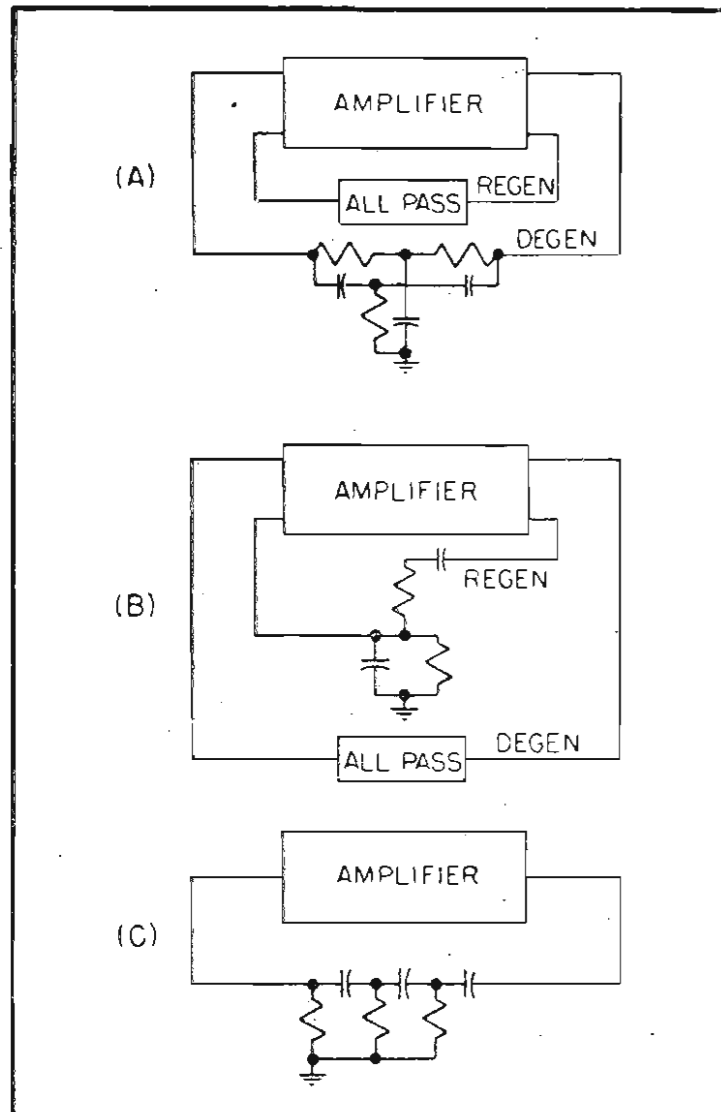 AMPLIFIER
(A)
ALL PASS
REGEN
DEGEN
AMPLIFIER
REGEN
(B)
ALL PASS
DEGEN
AMPLIFIER
(C)